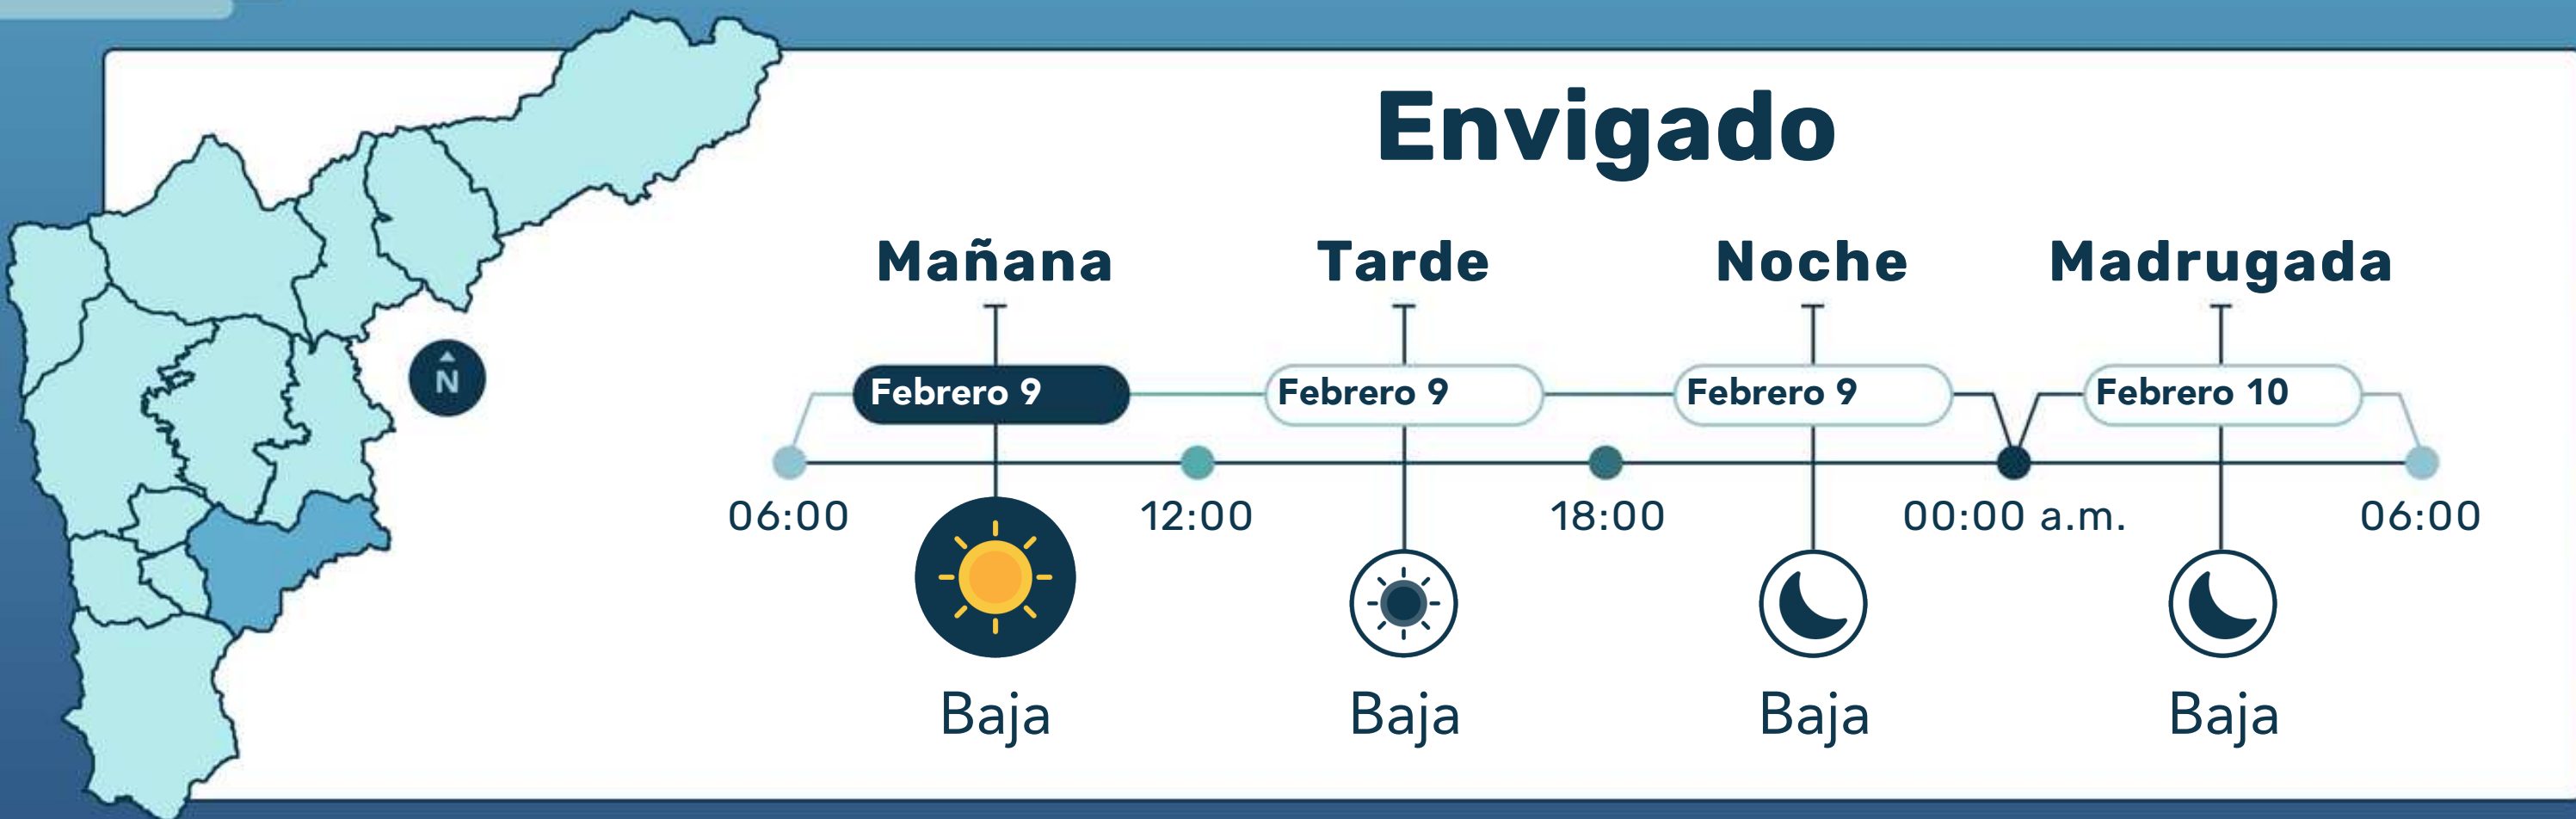 Envigado
Mañana Tarde Noche Madrugada
Febrero 9 Febrero 9 Febrero 9 Febrero 10
N
06:00 12:00 18:00 00:00 a.m. 06:00
Baja Baja Baja Baja